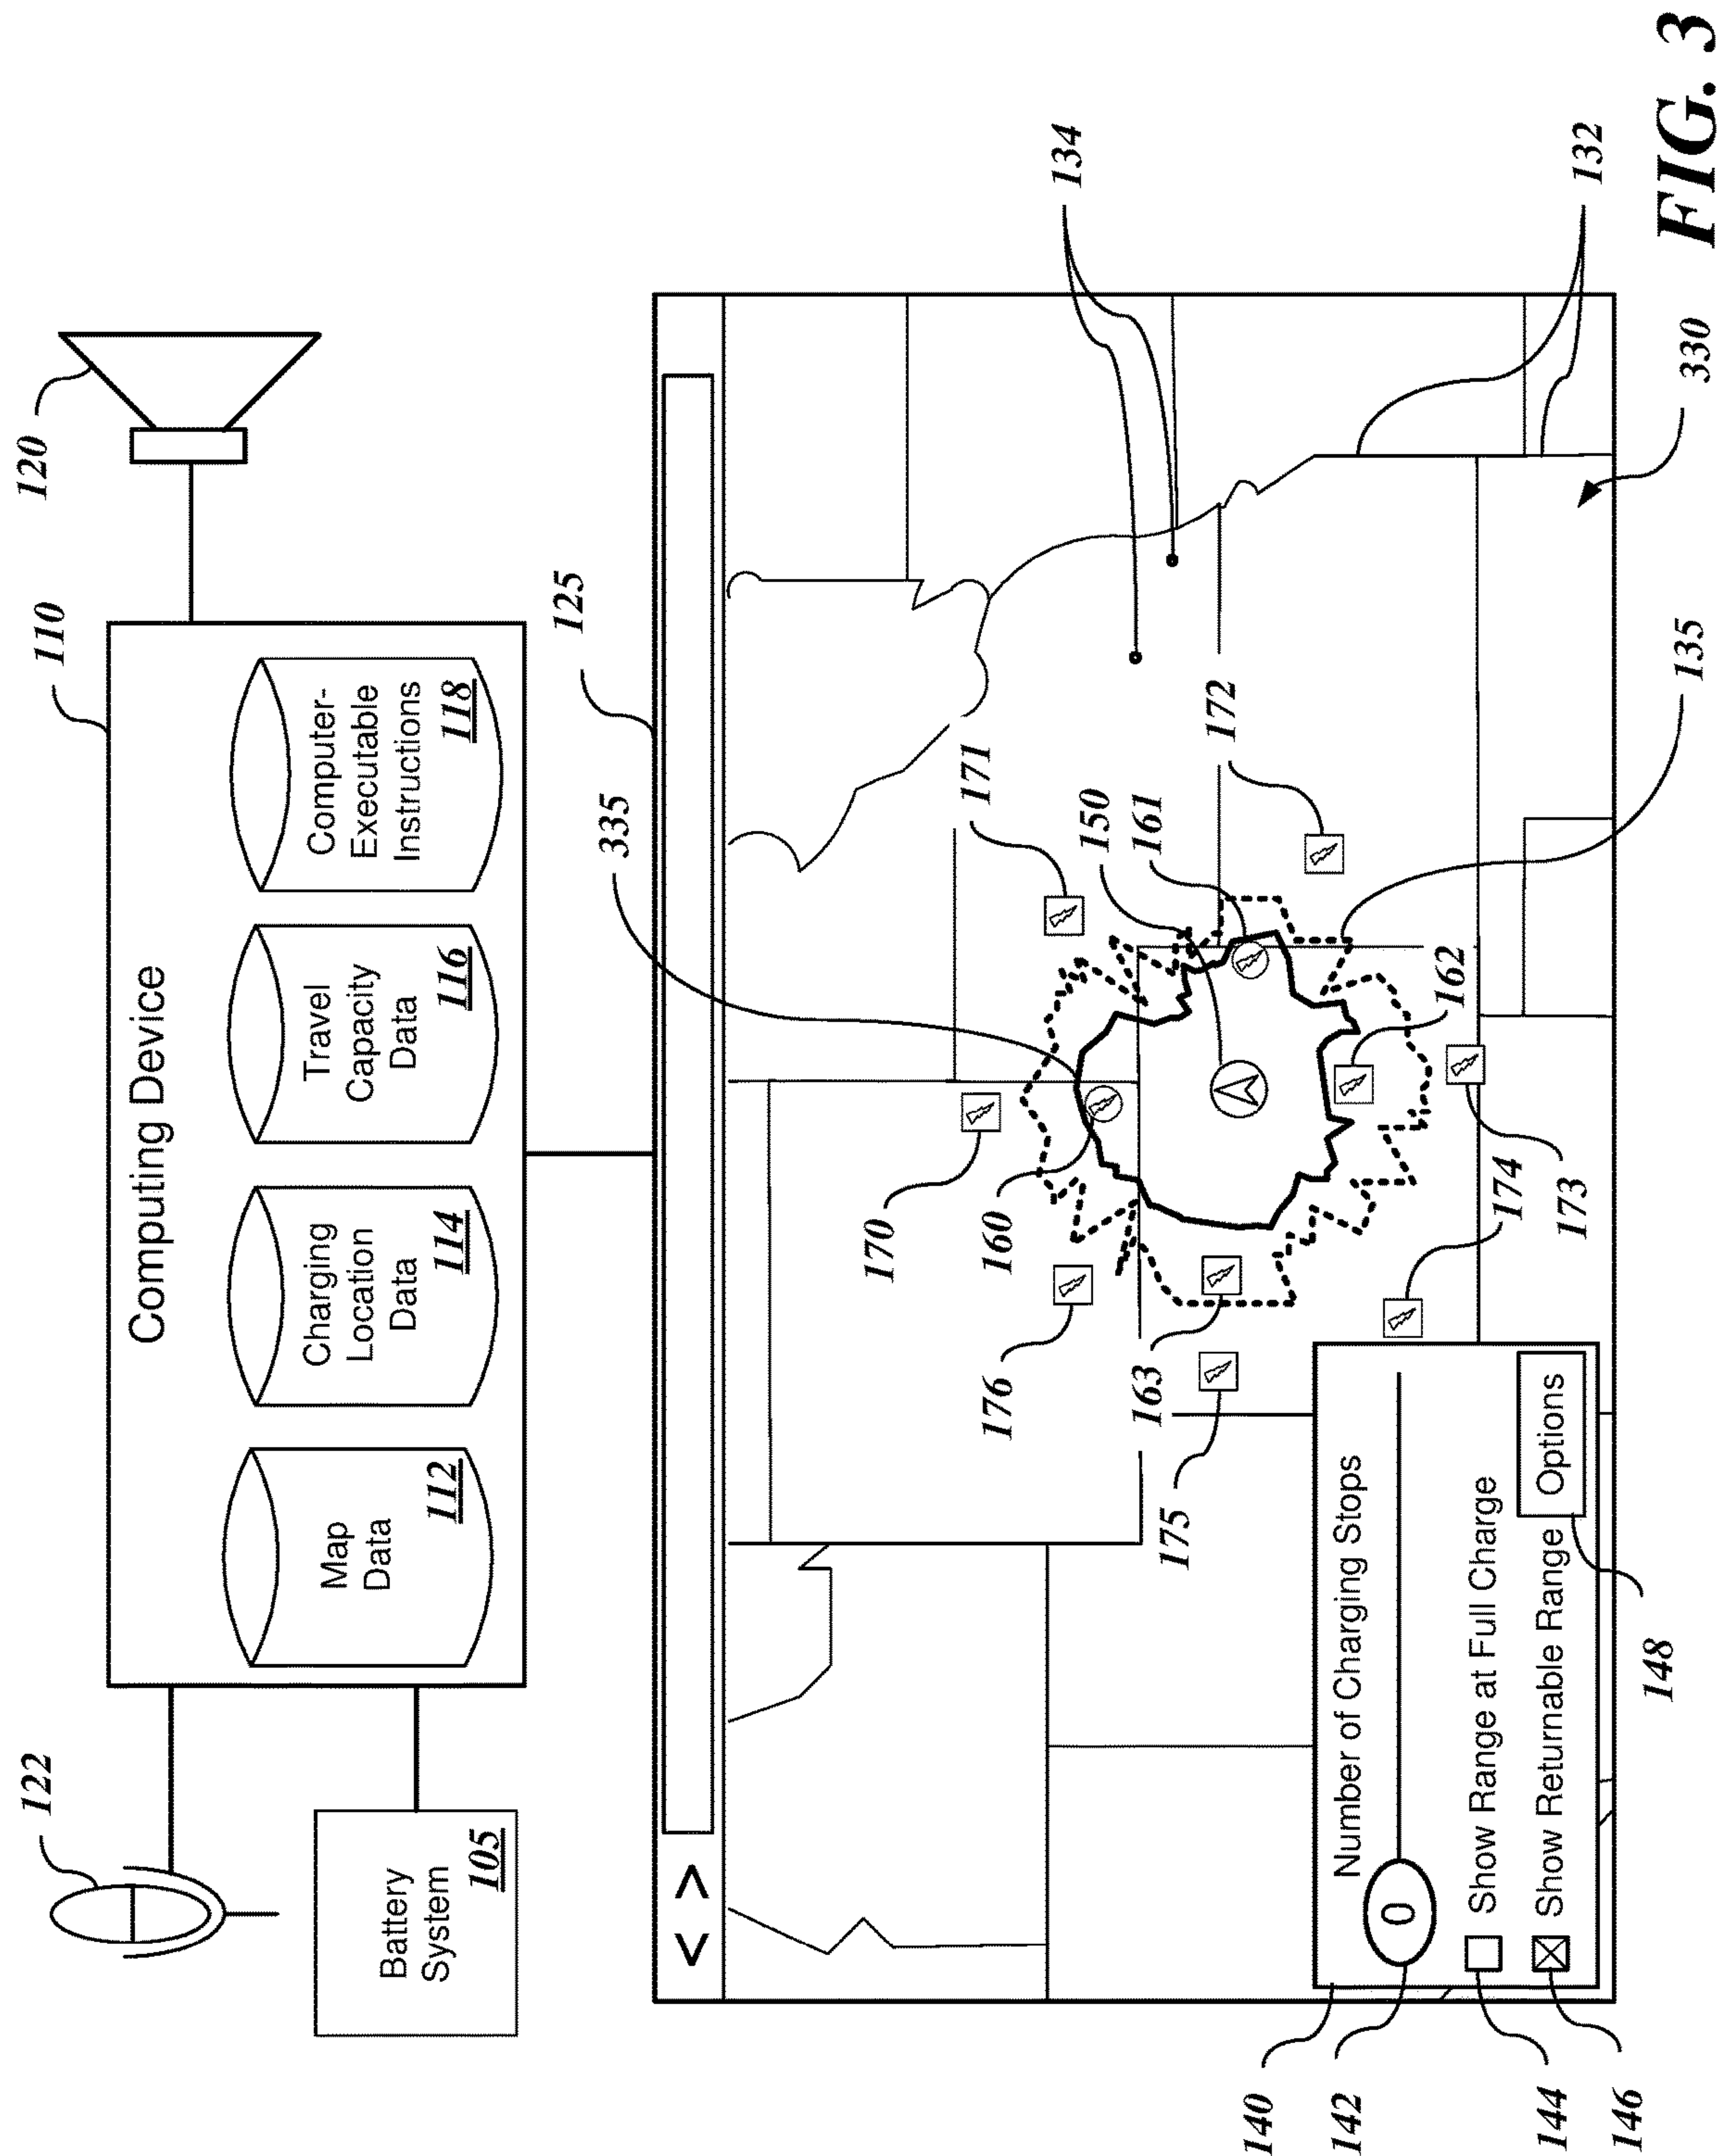 122
110
120
Computing Device
Map
Data
112
Charging
Location
Data
114
Travel
Capacity
Data
116
Computer-
Executable
Instructions
118
Battery
System
105
125
335
< >
134
170
171
176
160
150
161
172
175
163
162
174
173
135
132
330
140
142
144
146
148
Number of Charging Stops
0
Show Range at Full Charge
Show Returnable Range
Options
FIG. 3